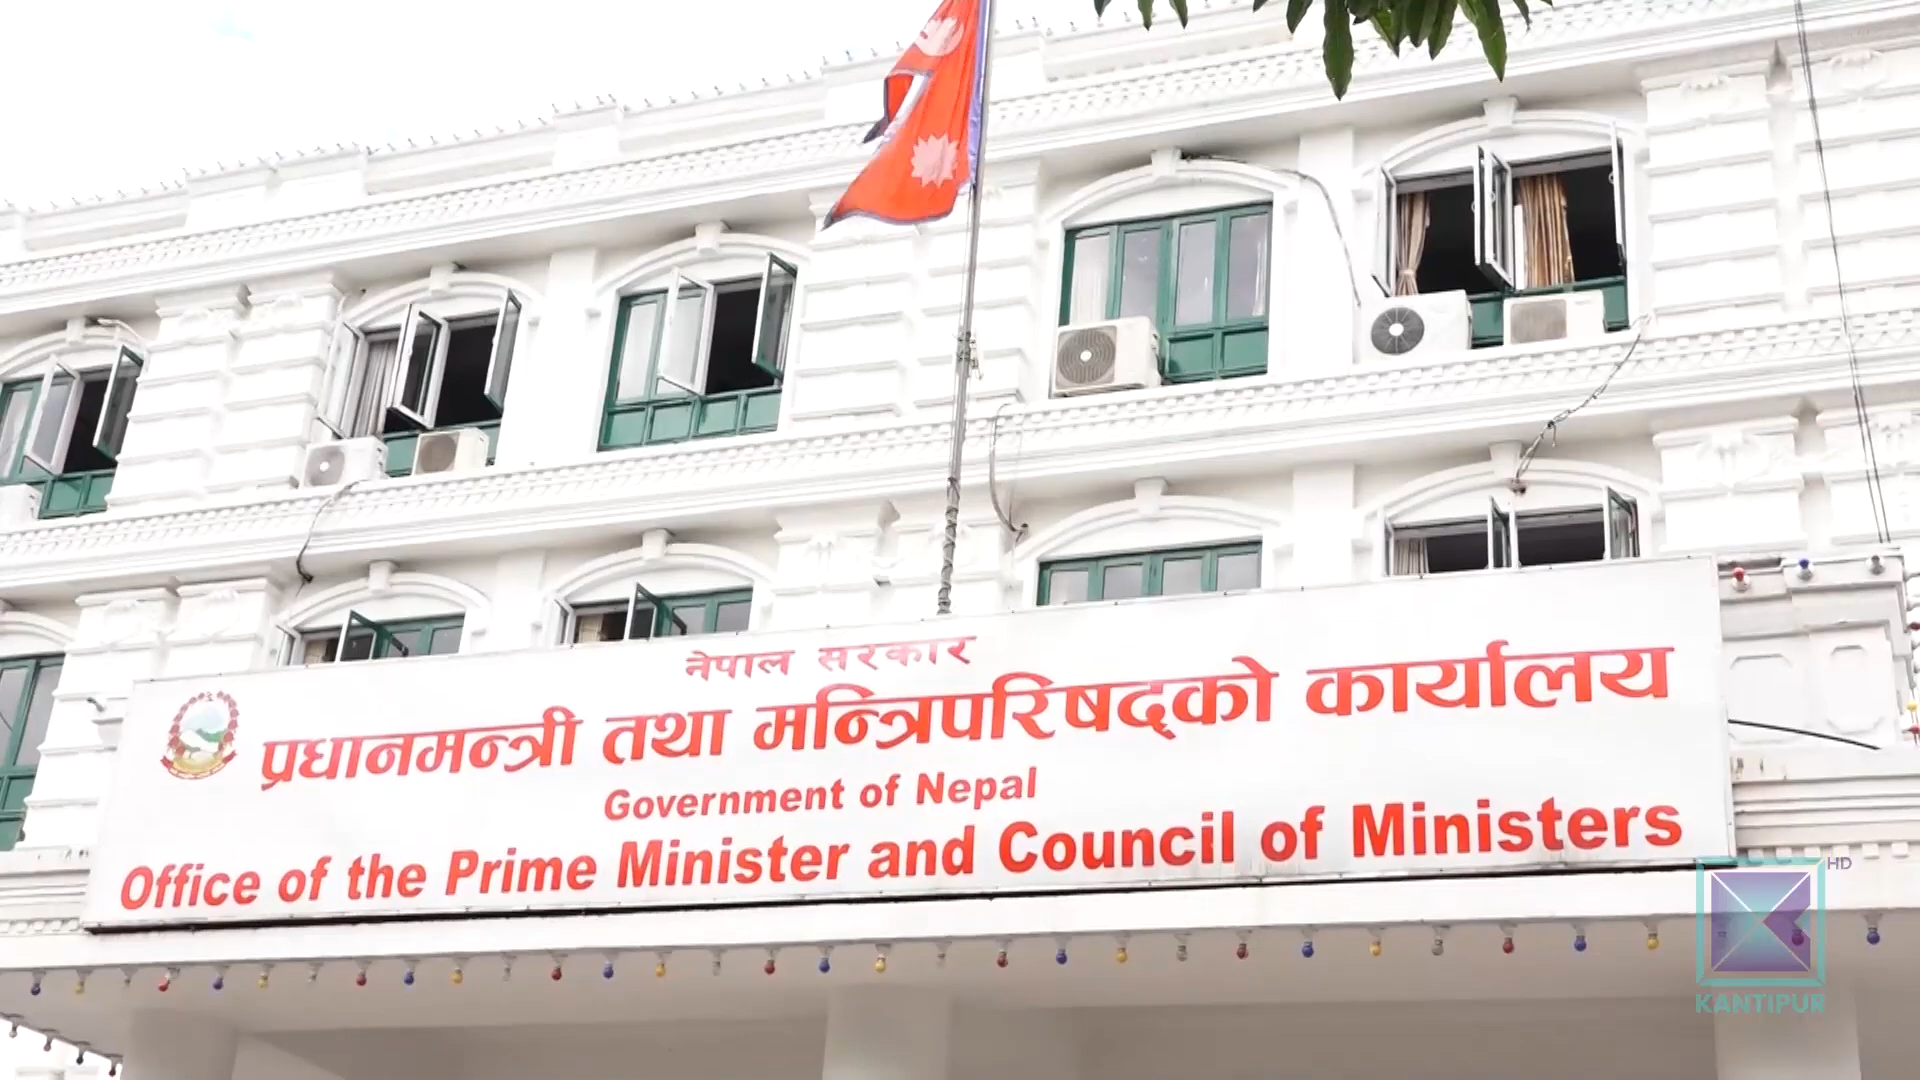 नेपाल सरकार
प्रधानमन्त्री तथा मन्त्रिपरिषद्को कार्यालय
Government of Nepal
Office of the Prime Minister and Council of Ministers
HD
KANTIPUR